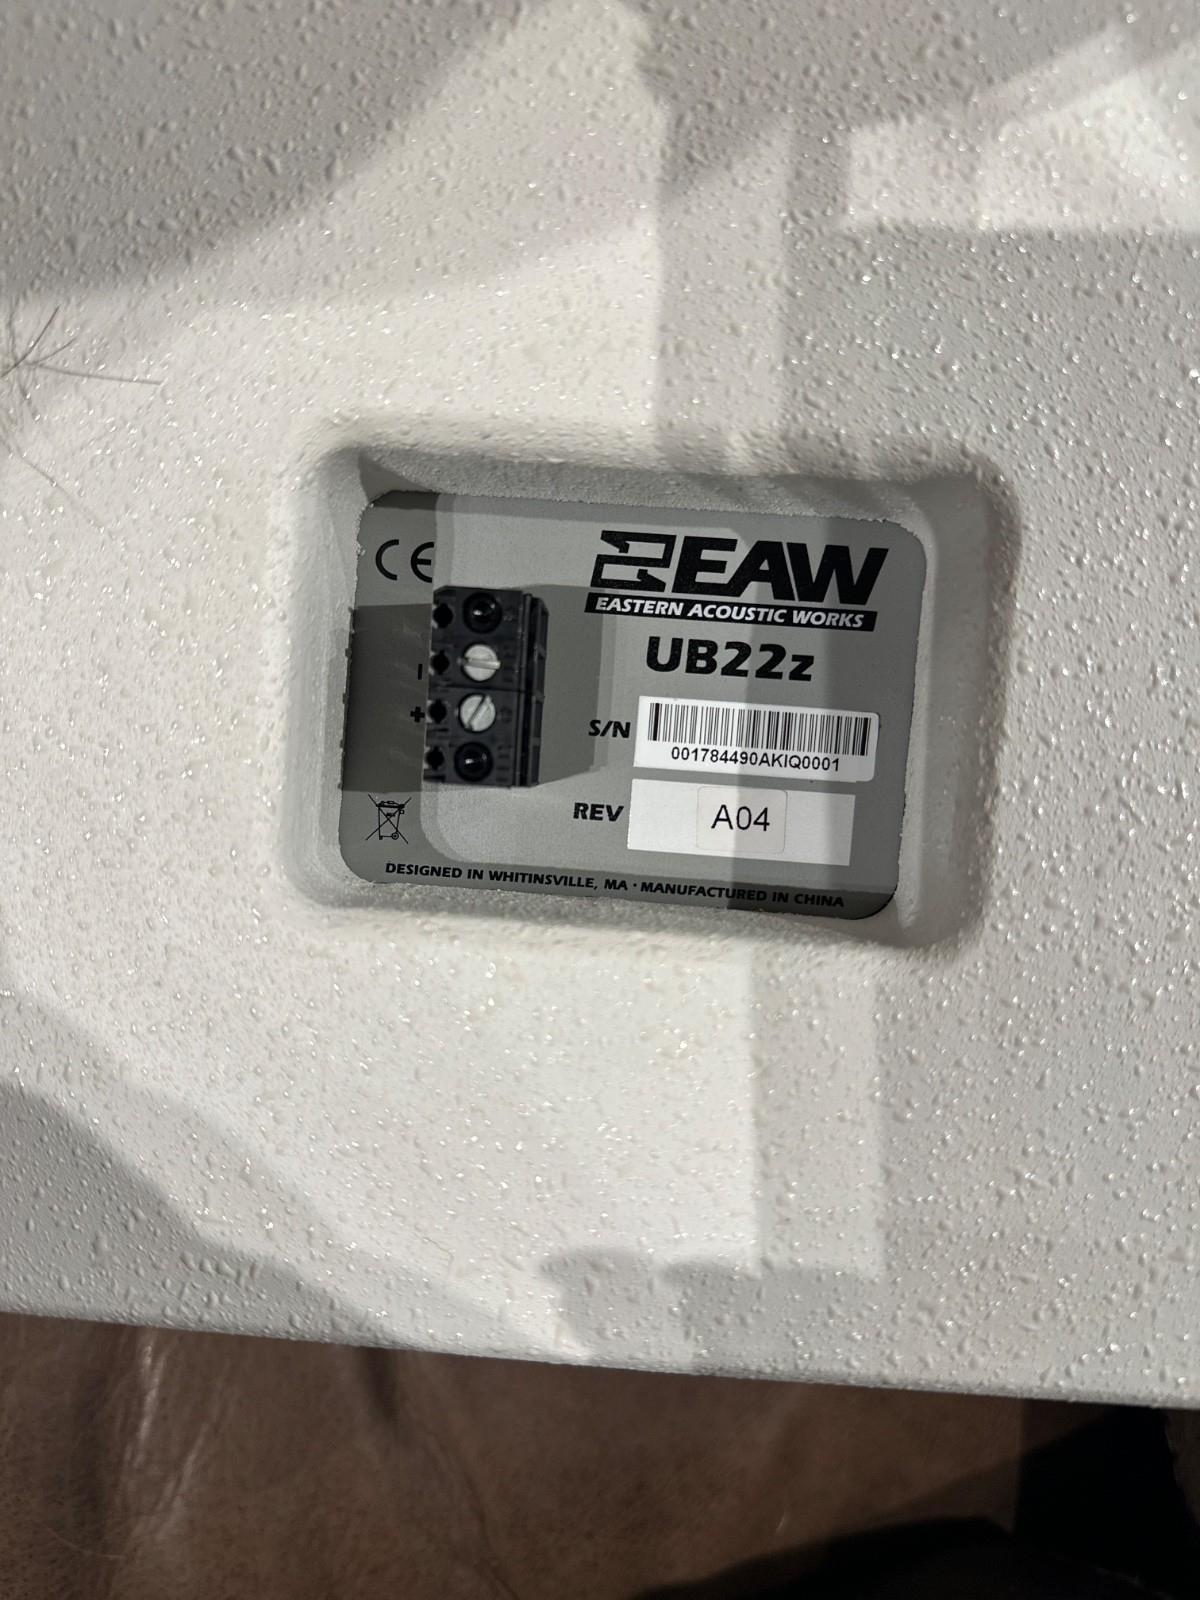 CE
EAW
EASTERN ACOUSTIC WORKS
UB22z
-
+
S/N
001784490AKIQ0001
REV A04
DESIGNED IN WHITINSVILLE, MA · MANUFACTURED IN CHINA